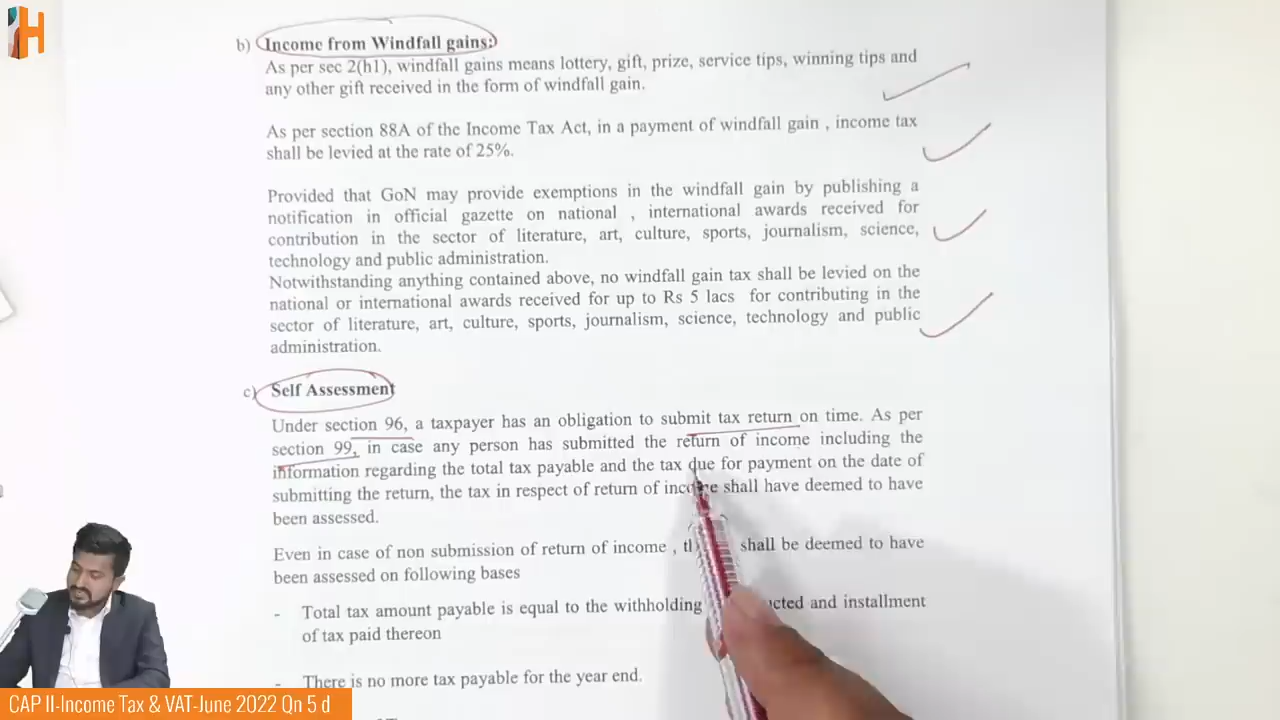 H
b) Income from Windfall gains:
As per sec 2(h1), windfall gains means lottery, gift, prize, service tips, winning tips and
any other gift received in the form of windfall gain.
As per section 88A of the Income Tax Act, in a payment of windfall gain , income tax
shall be levied at the rate of 25%.
Provided that GoN may provide exemptions in the windfall gain by publishing a
notification in official gazette on national , international awards received for
contribution in the sector of literature, art, culture, sports, journalism, science,
technology and public administration.
Notwithstanding anything contained above, no windfall gain tax shall be levied on the
national or international awards received for up to Rs 5 lacs for contributing in the
sector of literature, art, culture, sports, journalism, science, technology and public
administration.
c) Self Assessment
Under section 96, a taxpayer has an obligation to submit tax return on time. As per
section 99, in case any person has submitted the return of income including the
information regarding the total tax payable and the tax due for payment on the date of
submitting the return, the tax in respect of return of income shall have deemed to have
been assessed.
Even in case of non submission of return of income , shall be deemed to have
been assessed on following bases
- Total tax amount payable is equal to the withholding and installment
of tax paid thereon
- There is no more tax payable for the year end.
CAP II-Income Tax & VAT-June 2022 Qn 5 d